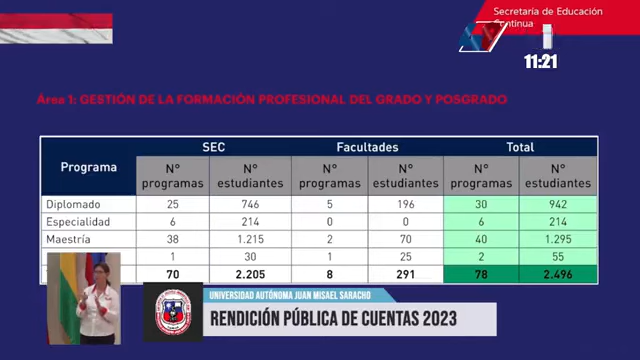 Secretaría de Educación
Continua
11:21
Área 1: GESTIÓN DE LA FORMACIÓN PROFESIONAL DEL GRADO Y POSGRADO
Programa SEC Facultades Total
N° programas N° estudiantes N° programas N° estudiantes N° programas N° estudiantes
Diplomado 25 746 5 196 30 942
Especialidad 6 214 0 0 6 214
Maestría 38 1.215 2 70 40 1.295
1 30 1 25 2 55
70 2.205 8 291 78 2.496
UNIVERSIDAD AUTÓNOMA JUAN MISAEL SARACHO
RENDICIÓN PÚBLICA DE CUENTAS 2023